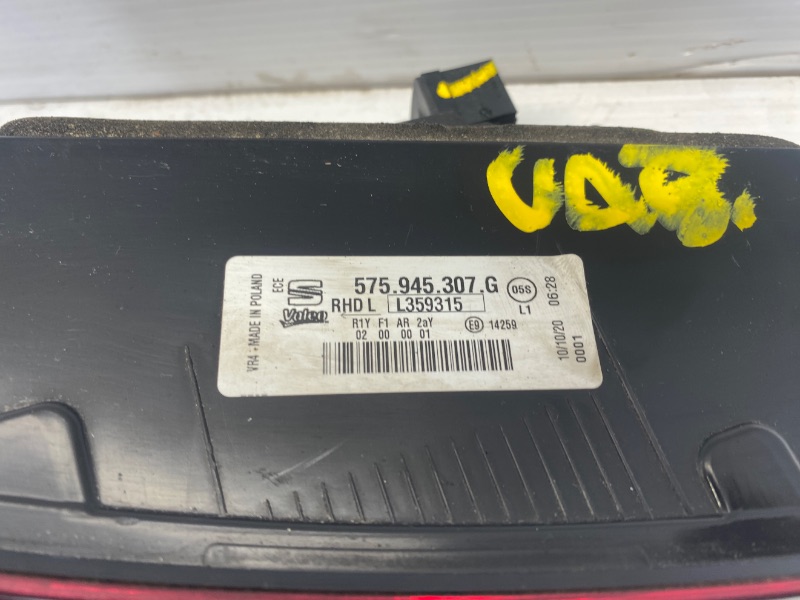 575.945.307.G
ECE
RHD L L359315
Valeo
05S
L1
R1Y F1 AR 2aY
02 00 00 01
E9 14259
VR4 - MADE IN POLAND
10/10/20 06:28
0001